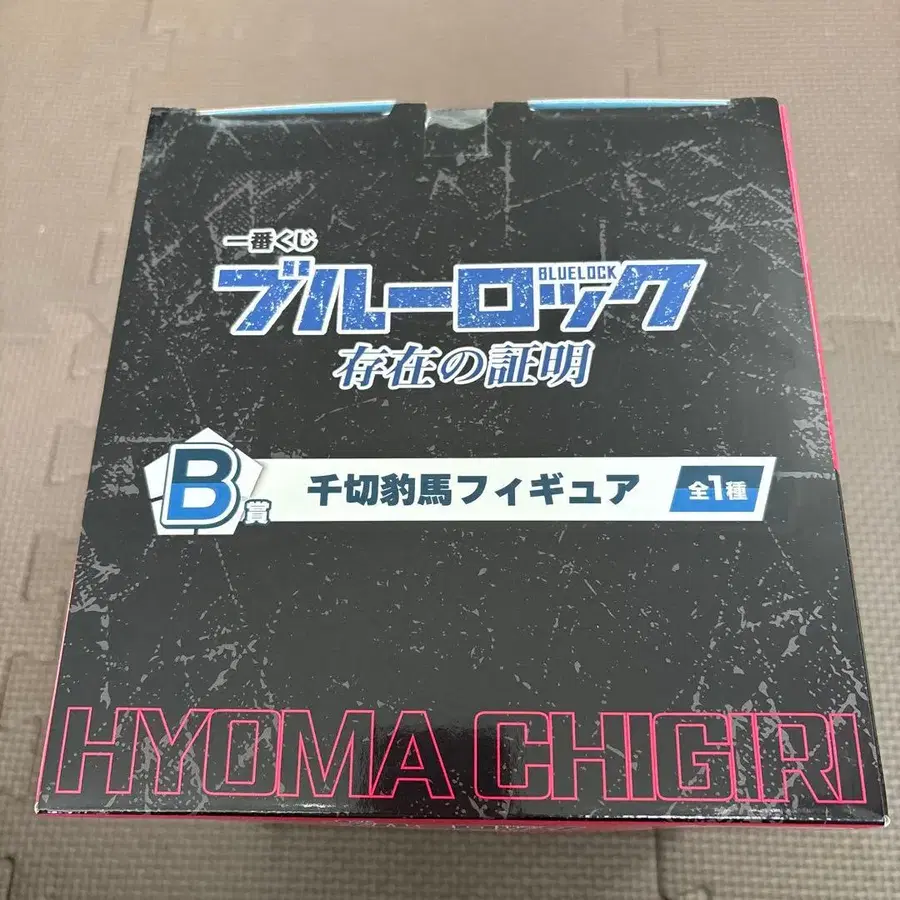 一番くじ
BLUELOCK
ブルーロック
存在の証明
B賞 千切豹馬フィギュア 全1種
HYOMA CHIGIRI